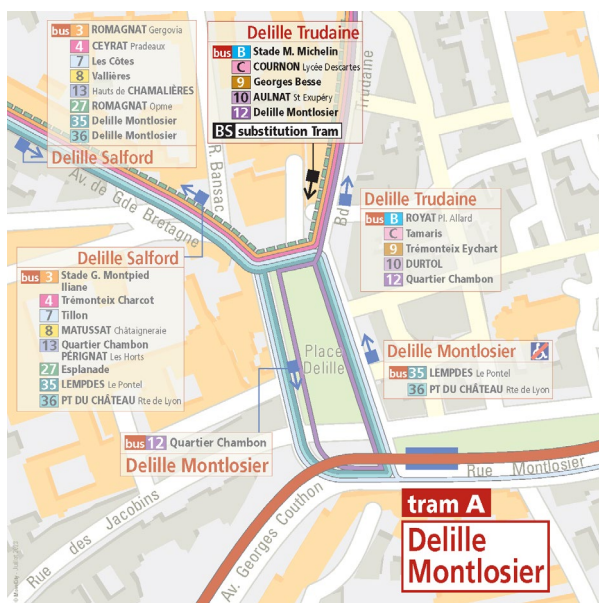 bus 3 ROMAGNAT Gergovia
4 CEYRAT Pradeaux
7 Les Côtes
8 Vallières
13 Hauts de CHAMALIÈRES
27 ROMAGNAT Opme
35 Delille Montlosier
36 Delille Montlosier
Delille Salford
Delille Trudaine
bus B Stade M. Michelin
C COURNON Lycée Descartes
9 Georges Besse
10 AULNAT St Exupéry
12 Delille Montlosier
BS substitution Tram
Trudaine
Bd
R. Bansac
Av. de Gde Bretagne
Delille Trudaine
bus B ROYAT Pl. Allard
C Tamaris
9 Trémonteix Eychart
10 DURTOL
12 Quartier Chambon
Delille Salford
bus 3 Stade G. Montpied
Iliane
4 Trémonteix Charcot
7 Tillon
8 MATUSSAT Châtaigneraie
13 Quartier Chambon
PÉRIGNAT Les Horts
27 Esplanade
35 LEMPDES Le Pontel
36 PT DU CHÂTEAU Rte de Lyon
Place
Delille
Delille Montlosier
bus 35 LEMPDES Le Pontel
36 PT DU CHÂTEAU Rte de Lyon
bus 12 Quartier Chambon
Delille Montlosier
Rue Montlosier
Rue des Jacobins
Av. Georges Couthon
tram A
Delille
Montlosier